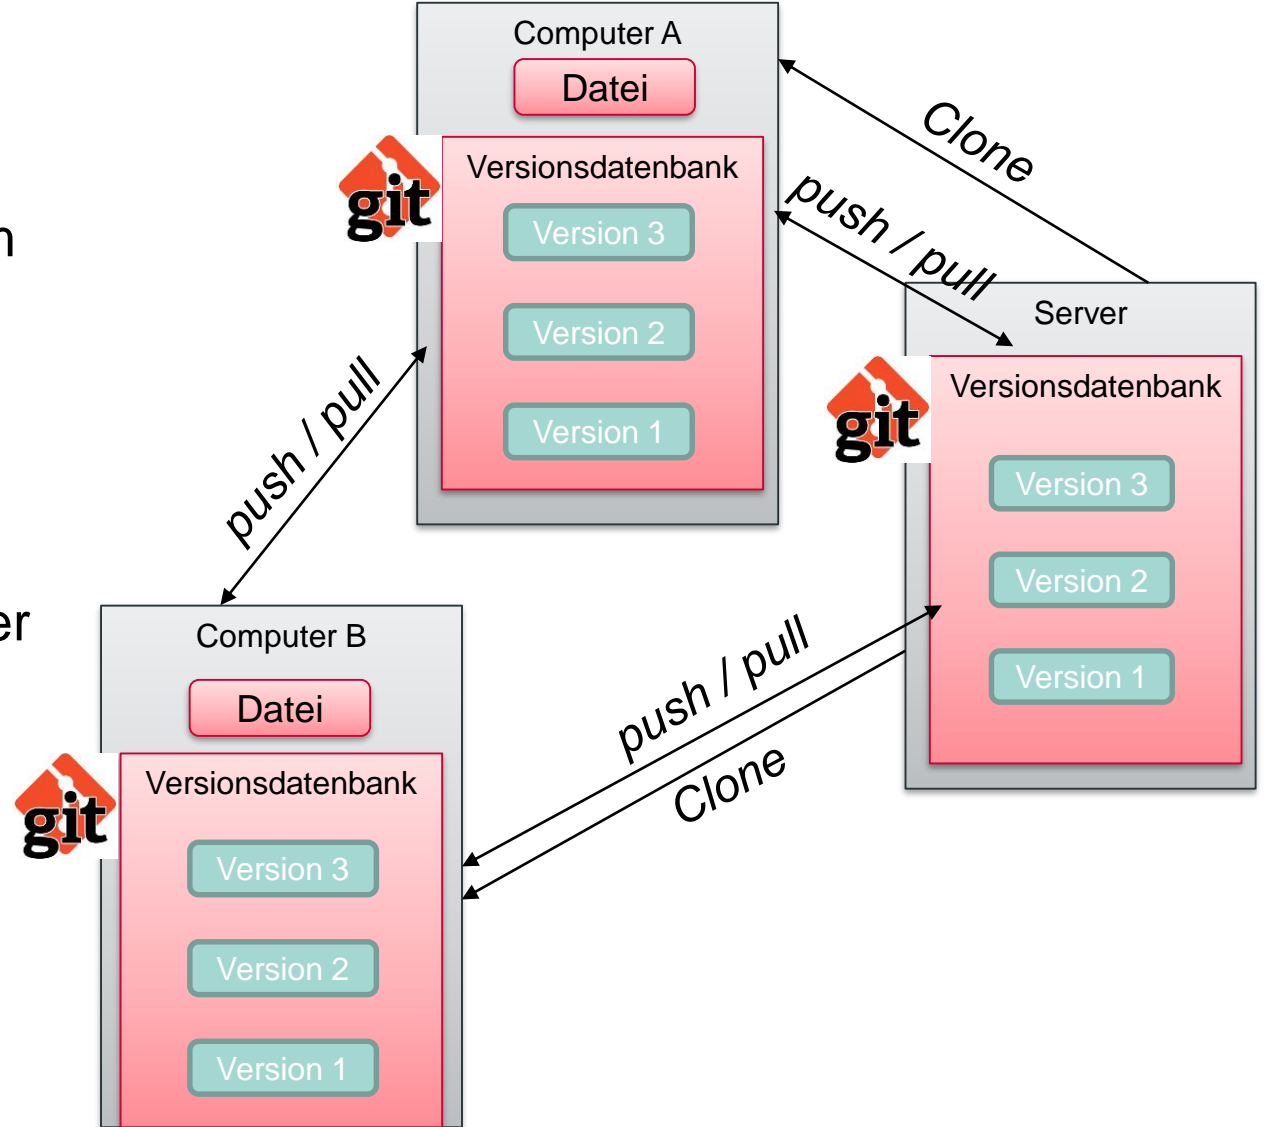 Computer A
Datei
git
Versionsdatenbank
Version 3
Version 2
Version 1
Clone
push / pull
n
Server
git
Versionsdatenbank
Version 3
Version 2
Version 1
push / pull
er
Computer B
Datei
git
Versionsdatenbank
Version 3
Version 2
Version 1
push / pull
Clone